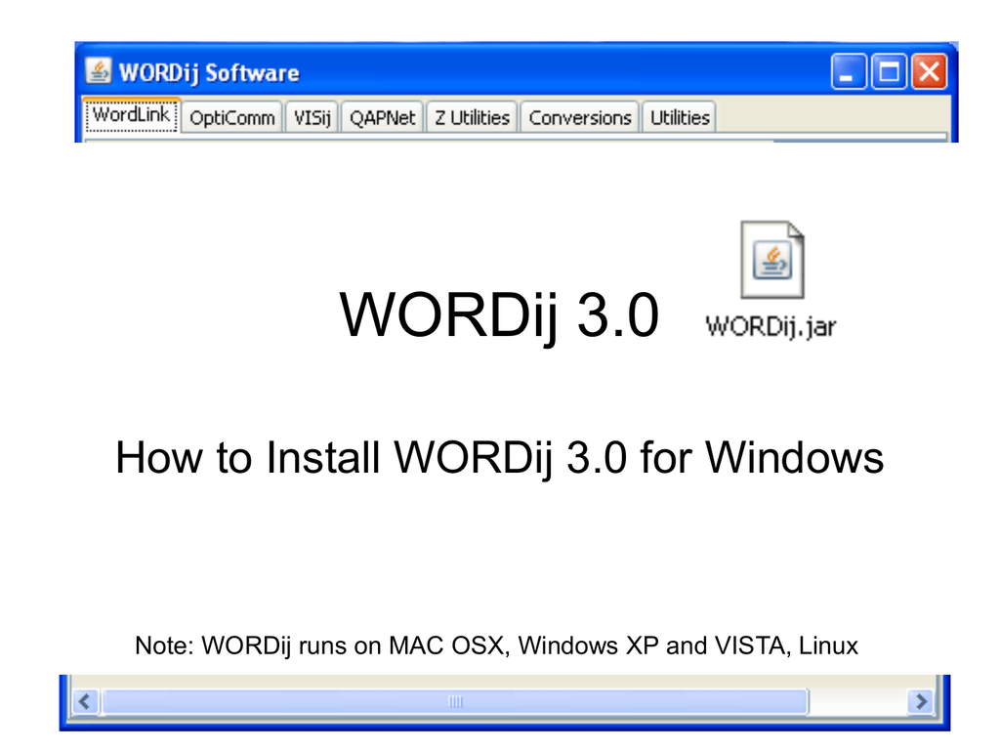 WORDij Software
WordLink OptiComm VISij QAPNet Z Utilities Conversions Utilities
WORDij 3.0
WORDij.jar
How to Install WORDij 3.0 for Windows
Note: WORDij runs on MAC OSX, Windows XP and VISTA, Linux